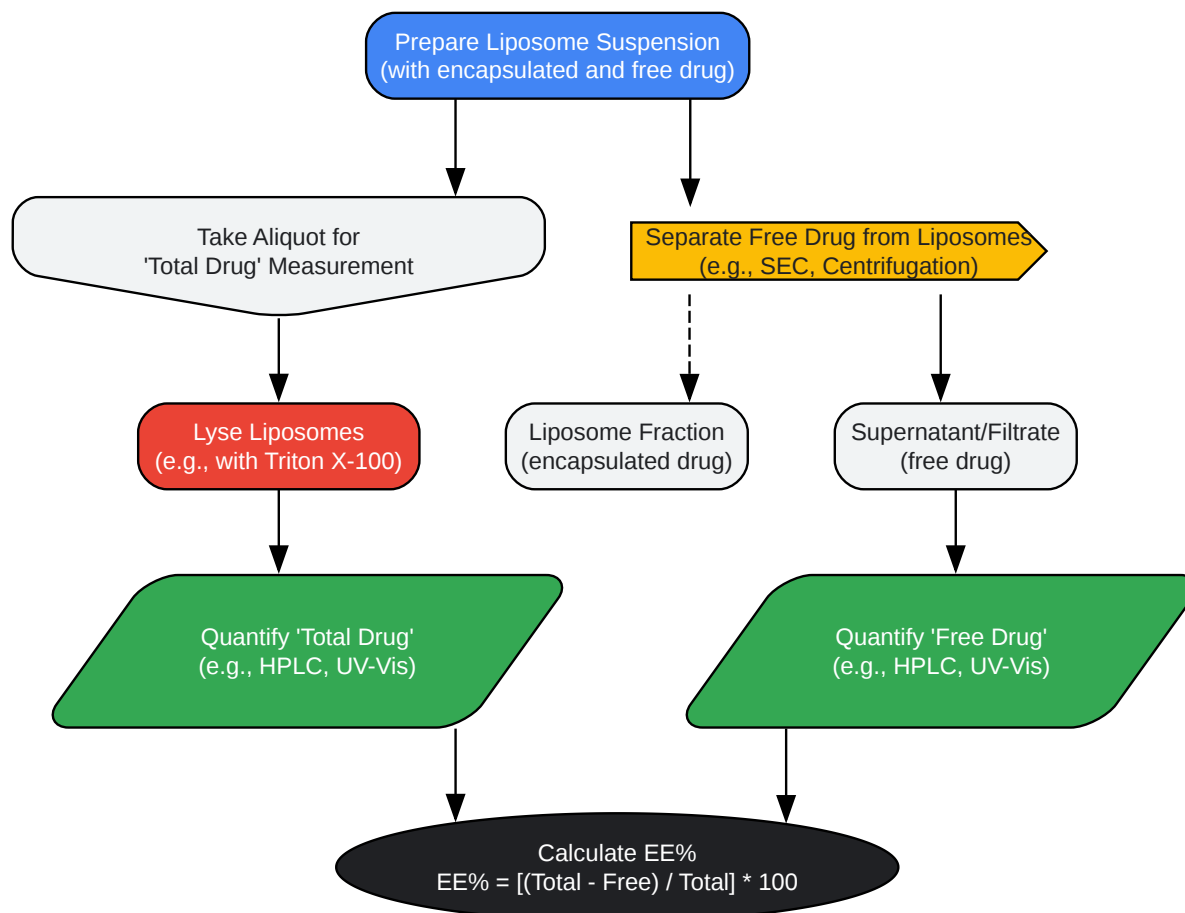 Prepare Liposome Suspension
(with encapsulated and free drug)
Take Aliquot for
'Total Drug' Measurement
Separate Free Drug from Liposomes
(e.g., SEC, Centrifugation)
Lyse Liposomes
(e.g., with Triton X-100)
Liposome Fraction
(encapsulated drug)
Supernatant/Filtrate
(free drug)
Quantify 'Total Drug'
(e.g., HPLC, UV-Vis)
Quantify 'Free Drug'
(e.g., HPLC, UV-Vis)
Calculate EE%
EE% = [(Total - Free) / Total] * 100